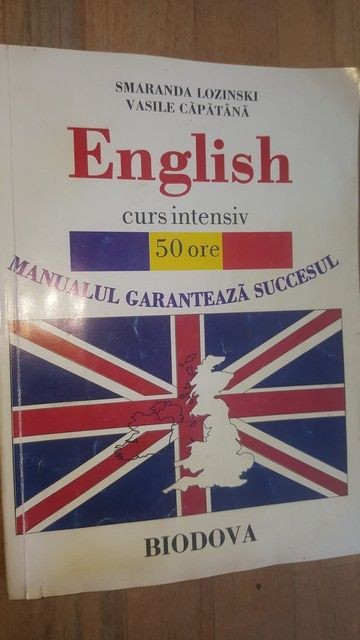 SMARANDA LOZINSKI
VASILE CĂPĂTÂNĂ
English
curs intensiv
50 ore
MANUALUL GARANTEAZĂ SUCCESUL
BIODOVA